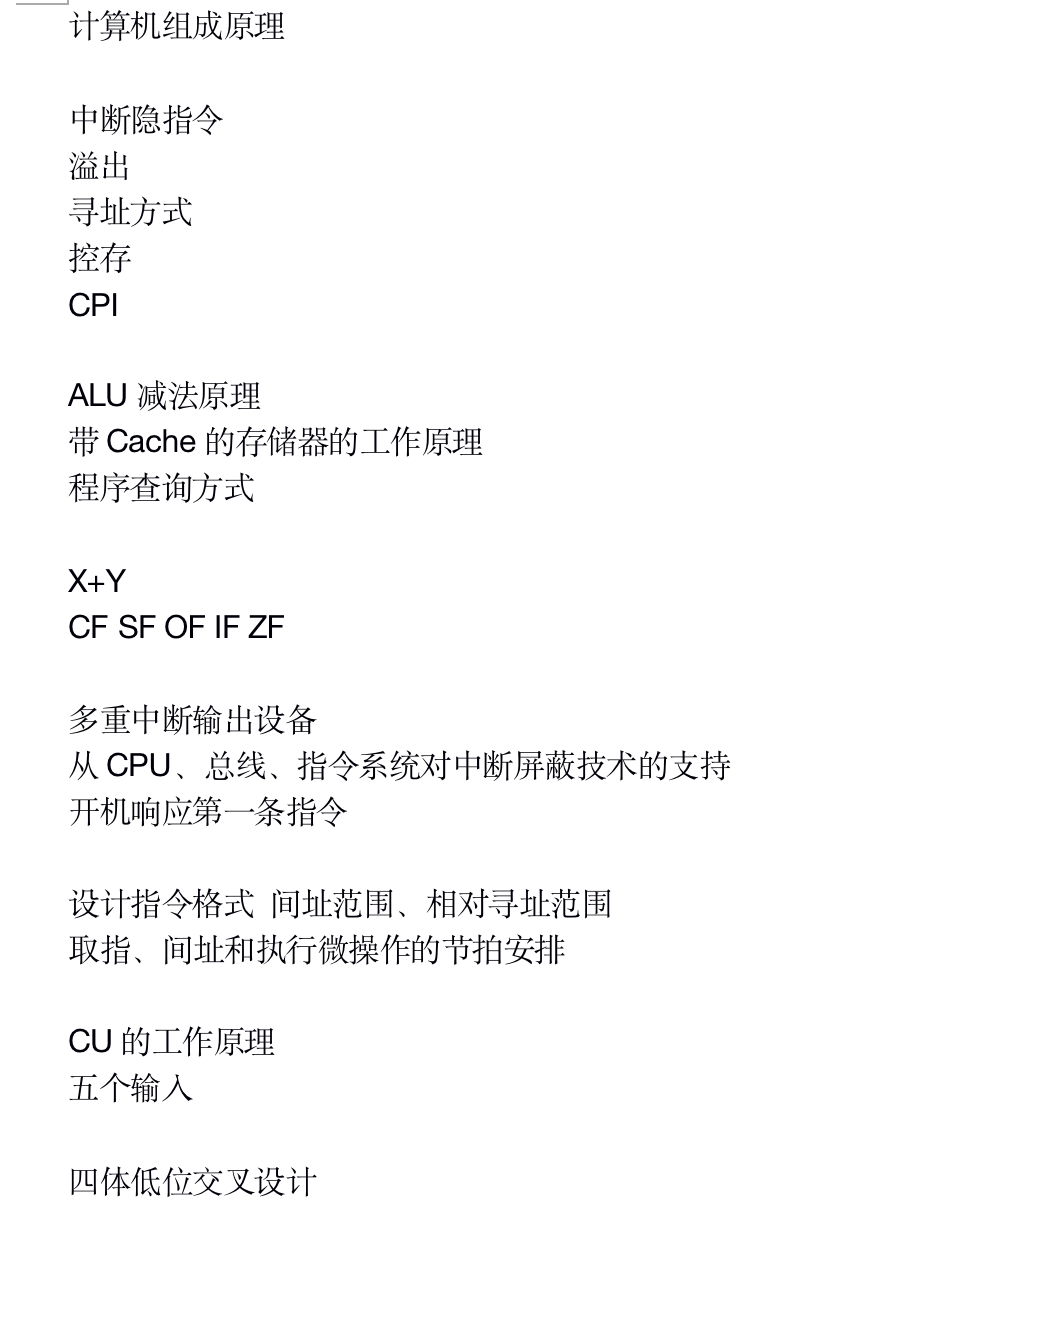 计算机组成原理
中断隐指令
溢出
寻址方式
控存
CPI
ALU 减法原理
带 Cache 的存储器的工作原理
程序查询方式
X+Y
CF SF OF IF ZF
多重中断输出设备
从 CPU、总线、指令系统对中断屏蔽技术的支持
开机响应第一条指令
设计指令格式 间址范围、相对寻址范围
取指、间址和执行微操作的节拍安排
CU 的工作原理
五个输入
四体低位交叉设计